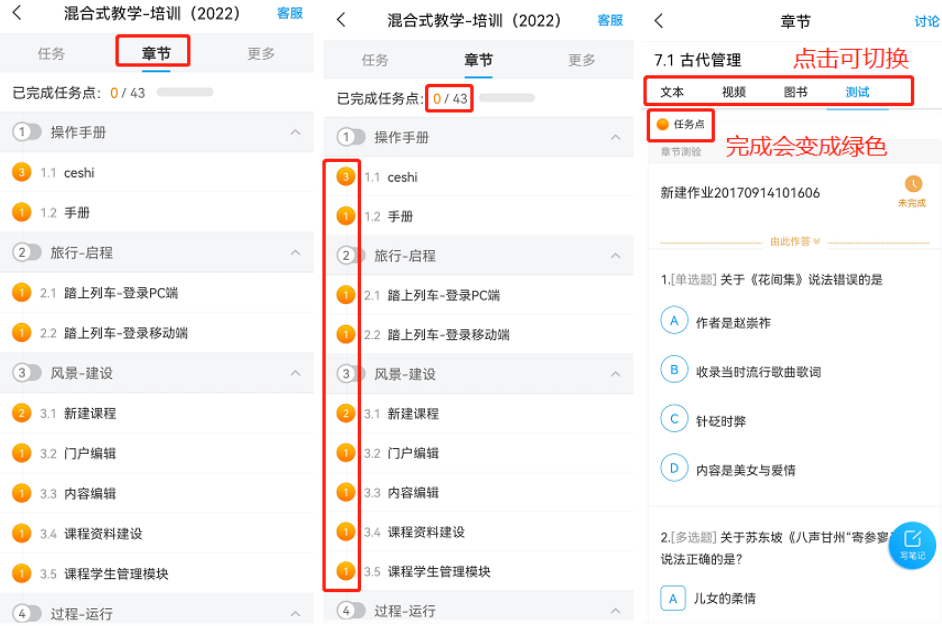 混合式教学-培训（2022）
客服
任务
章节
更多
已完成任务点：0 / 43
1 操作手册
3 1.1 ceshi
1 1.2 手册
2 旅行-启程
1 2.1 踏上列车-登录PC端
1 2.2 踏上列车-登录移动端
3 风景-建设
2 3.1 新建课程
1 3.2 门户编辑
1 3.3 内容编辑
1 3.4 课程资料建设
1 3.5 课程学生管理模块
4 过程-运行
混合式教学-培训（2022）
客服
任务
章节
更多
已完成任务点：0 / 43
1 操作手册
3 1.1 ceshi
1 1.2 手册
2 旅行-启程
1 2.1 踏上列车-登录PC端
1 2.2 踏上列车-登录移动端
3 风景-建设
2 3.1 新建课程
1 3.2 门户编辑
1 3.3 内容编辑
1 3.4 课程资料建设
1 3.5 课程学生管理模块
4 过程-运行
章节
讨论
7.1 古代管理
点击可切换
文本
视频
图书
测试
任务点
完成会变成绿色
章节测验
新建作业20170914101606
未完成
由此作答
1.[单选题] 关于《花间集》说法错误的是
A 作者是赵崇祚
B 收录当时流行歌曲歌词
C 针砭时弊
D 内容是美女与爱情
2.[多选题] 关于苏东坡《八声甘州“寄参寥
说法正确的是?
写笔记
A 儿女的柔情